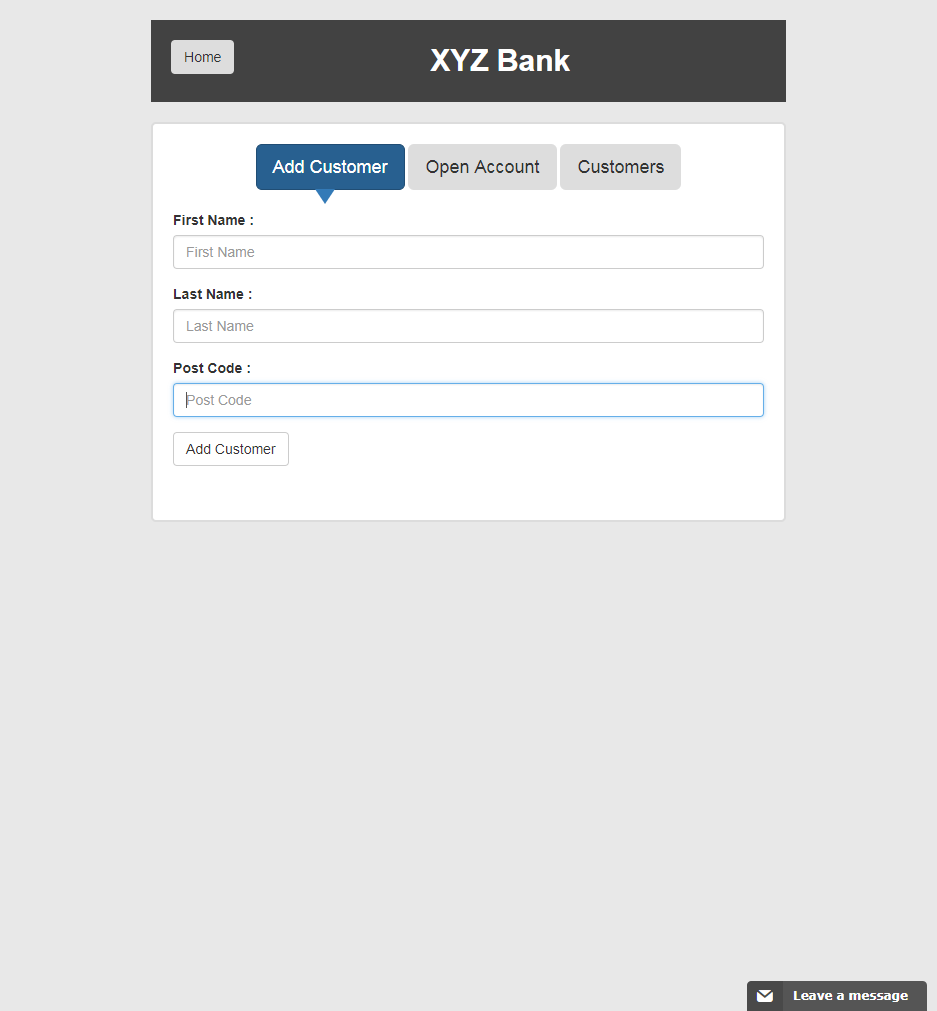 Home
XYZ Bank
Add Customer
Open Account
Customers
First Name :
First Name
Last Name :
Last Name
Post Code :
Post Code
Add Customer
Leave a message